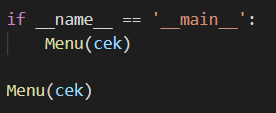 if __name__ == '__main__':
    Menu(cek)
Menu(cek)